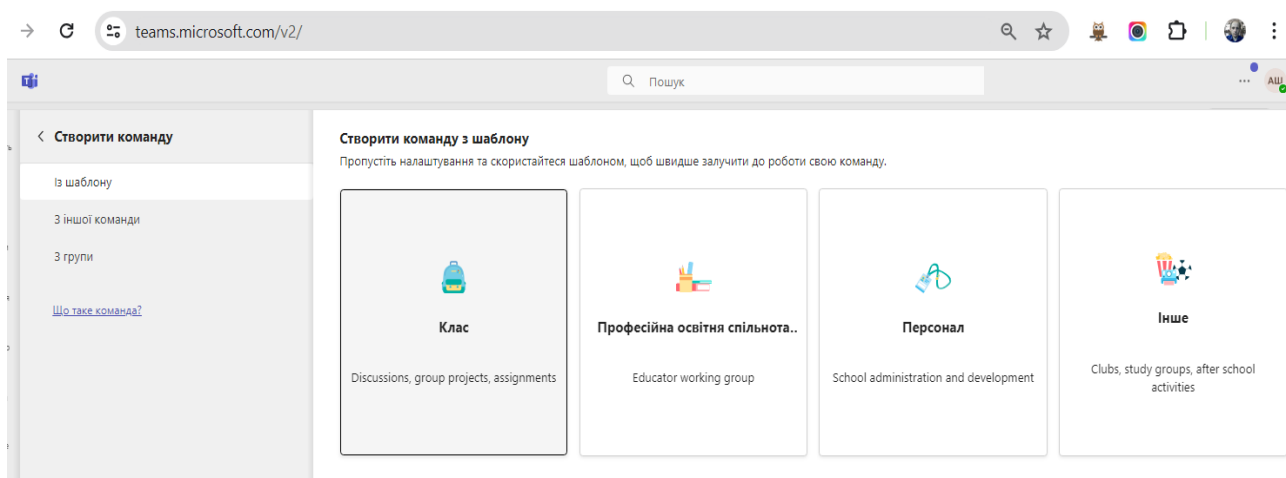 teams.microsoft.com/v2/
Пошук
АШ
Створити команду
Із шаблону
З іншої команди
З групи
Що таке команда?
Створити команду з шаблону
Пропустіть налаштування та скористайтеся шаблоном, щоб швидше залучити до роботи свою команду.
Клас
Discussions, group projects, assignments
Професійна освітня спільнота..
Educator working group
Персонал
School administration and development
Інше
Clubs, study groups, after school
activities